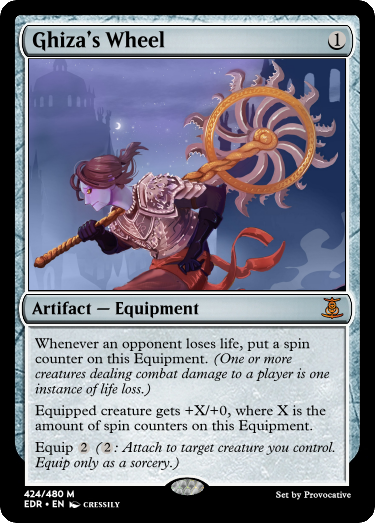 Ghiza's Wheel 1
Artifact — Equipment
Whenever an opponent loses life, put a spin
counter on this Equipment. (One or more
creatures dealing combat damage to a player is one
instance of life loss.)
Equipped creature gets +X/+0, where X is the
amount of spin counters on this Equipment.
Equip 2 (2: Attach to target creature you control.
Equip only as a sorcery.)
424/480 M
EDR • EN CRESSILY
Set by Provocative